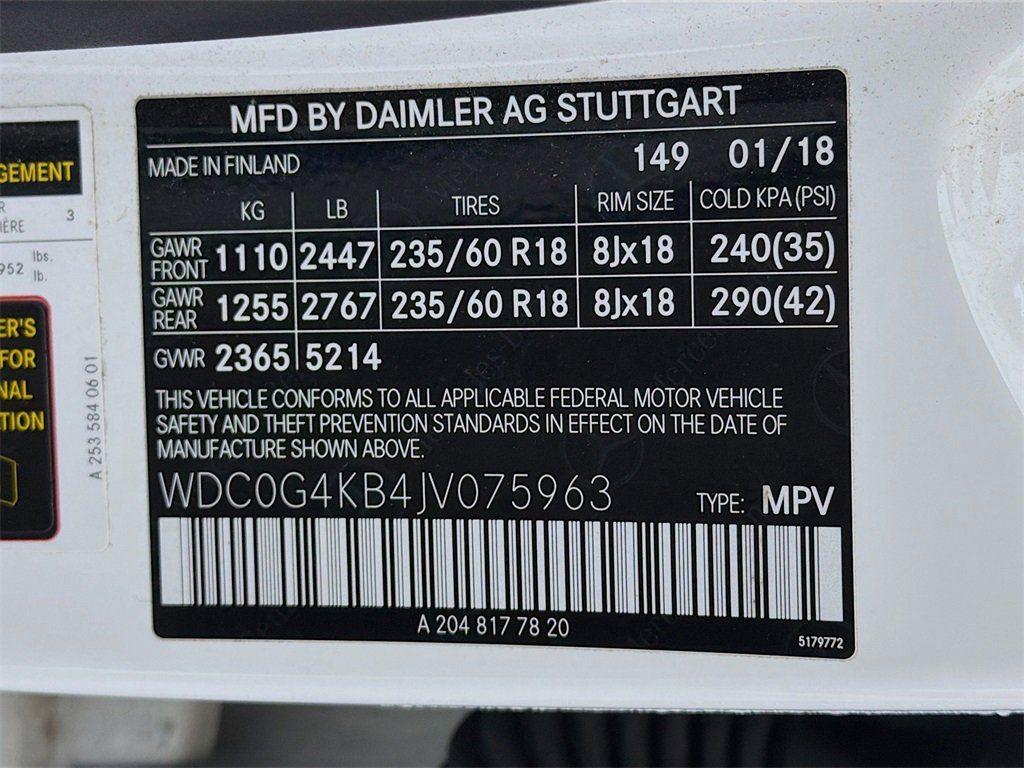 MFD BY DAIMLER AG STUTTGART
MADE IN FINLAND 149 01/18
KG LB TIRES RIM SIZE COLD KPA (PSI)
GAWR FRONT 1110 2447 235/60 R18 8Jx18 240(35)
GAWR REAR 1255 2767 235/60 R18 8Jx18 290(42)
GVWR 2365 5214
THIS VEHICLE CONFORMS TO ALL APPLICABLE FEDERAL MOTOR VEHICLE
SAFETY AND THEFT PREVENTION STANDARDS IN EFFECT ON THE DATE OF
MANUFACTURE SHOWN ABOVE.
WDC0G4KB4JV075963 TYPE: MPV
A 204 817 78 20
5179772
GEMENT
R 3
IÈRE
952 lbs.
lb.
ER'S
FOR
NAL
TION
A 253 584 06 01